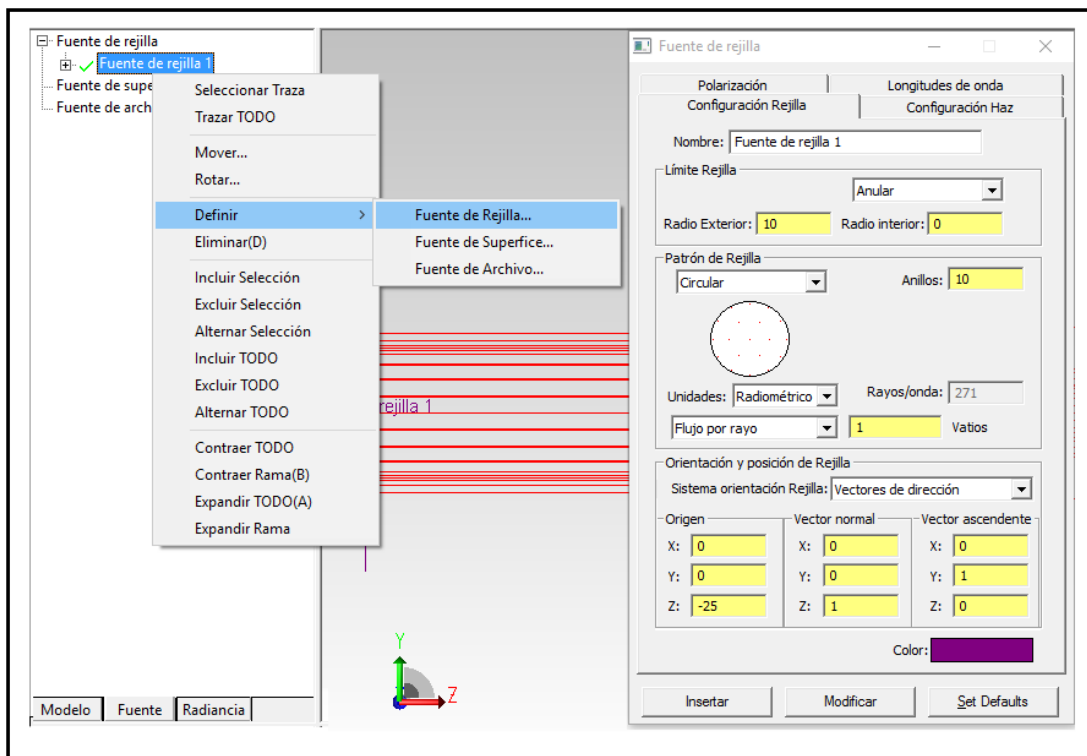 Fuente de rejilla
Fuente de rejilla 1
Fuente de supe
Fuente de arch
Seleccionar Traza
Trazar TODO
Mover...
Rotar...
Definir
Eliminar(D)
Incluir Selección
Excluir Selección
Alternar Selección
Incluir TODO
Excluir TODO
Alternar TODO
Contraer TODO
Contraer Rama(B)
Expandir TODO(A)
Expandir Rama
Fuente de Rejilla...
Fuente de Superfice...
Fuente de Archivo...
rejilla 1
Y
Z
Modelo Fuente Radiancia
Fuente de rejilla
Polarización Longitudes de onda
Configuración Rejilla Configuración Haz
Nombre: Fuente de rejilla 1
Límite Rejilla
Anular
Radio Exterior: 10 Radio interior: 0
Patrón de Rejilla
Circular Anillos: 10
Unidades: Radiométrico Rayos/onda: 271
Flujo por rayo 1 Vatios
Orientación y posición de Rejilla
Sistema orientación Rejilla: Vectores de dirección
Origen Vector normal Vector ascendente
X: 0 X: 0 X: 0
Y: 0 Y: 0 Y: 1
Z: -25 Z: 1 Z: 0
Color:
Insertar Modificar Set Defaults